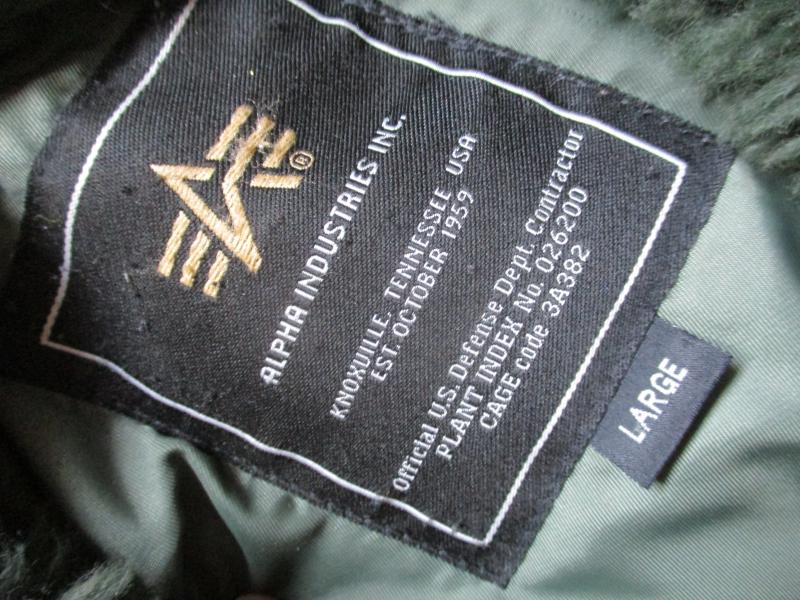 ®
ALPHA INDUSTRIES INC.
KNOXVILLE, TENNESSEE USA
EST. OCTOBER 1959
Official U.S. Defense Dept. Contractor
PLANT INDEX No. 026200
CAGE code 3A382
LARGE